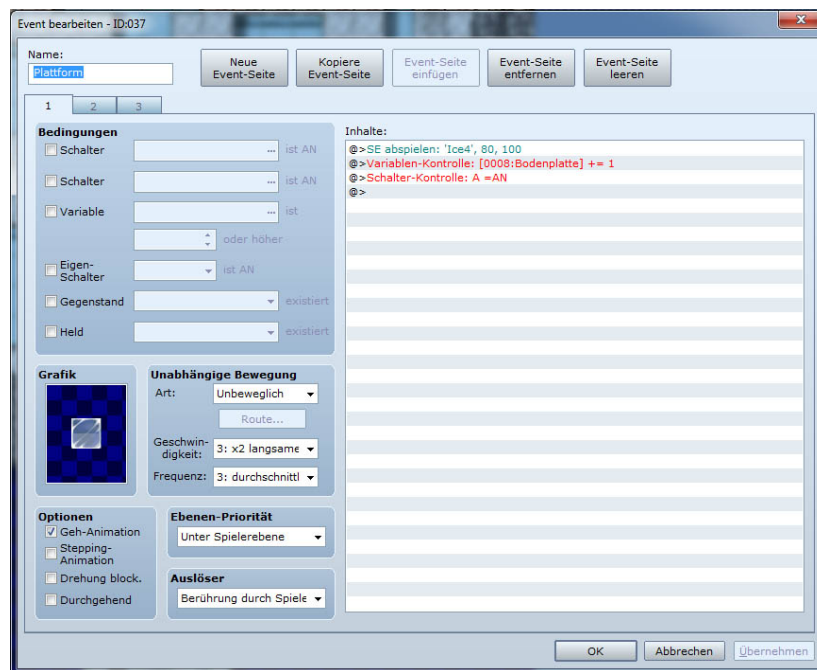 Event bearbeiten - ID:037
Name:
Plattform
Neue
Event-Seite
Kopiere
Event-Seite
Event-Seite
einfügen
Event-Seite
entfernen
Event-Seite
leeren
1 2 3
Bedingungen
Schalter ... ist AN
Schalter ... ist AN
Variable ... ist
oder höher
Eigen-
Schalter ist AN
Gegenstand existiert
Held existiert
Grafik
Unabhängige Bewegung
Art: Unbeweglich
Route...
Geschwin-
digkeit: 3: x2 langsame
Frequenz: 3: durchschnittl
Optionen
Geh-Animation
Stepping-
Animation
Drehung block.
Durchgehend
Ebenen-Priorität
Unter Spielerebene
Auslöser
Berührung durch Spiele
Inhalte:
@>SE abspielen: 'Ice4', 80, 100
@>Variablen-Kontrolle: [0008:Bodenplatte] += 1
@>Schalter-Kontrolle: A =AN
@>
OK Abbrechen Übernehmen